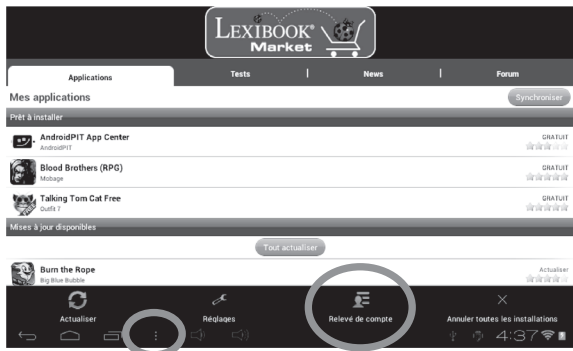 LEXIBOOK®
Market
Applications Tests News Forum
Mes applications Synchroniser
Prêt à installer
AndroidPIT App Center GRATUIT
AndroidPIT
Blood Brothers (RPG) GRATUIT
Mobage
Talking Tom Cat Free GRATUIT
Outfit 7
Mises à jour disponibles
Tout actualiser
Burn the Rope Actualiser
Big Blue Bubble
Actualiser Réglages Relevé de compte Annuler toutes les installations
4:37